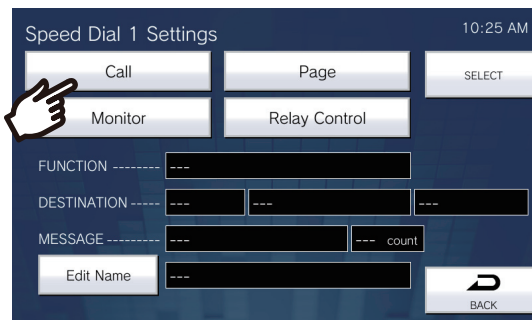 Speed Dial 1 Settings
10:25 AM
Call
Page
SELECT
Monitor
Relay Control
FUNCTION -------- ---
DESTINATION ----- --- --- ---
MESSAGE --------- --- --- count
Edit Name ---
BACK